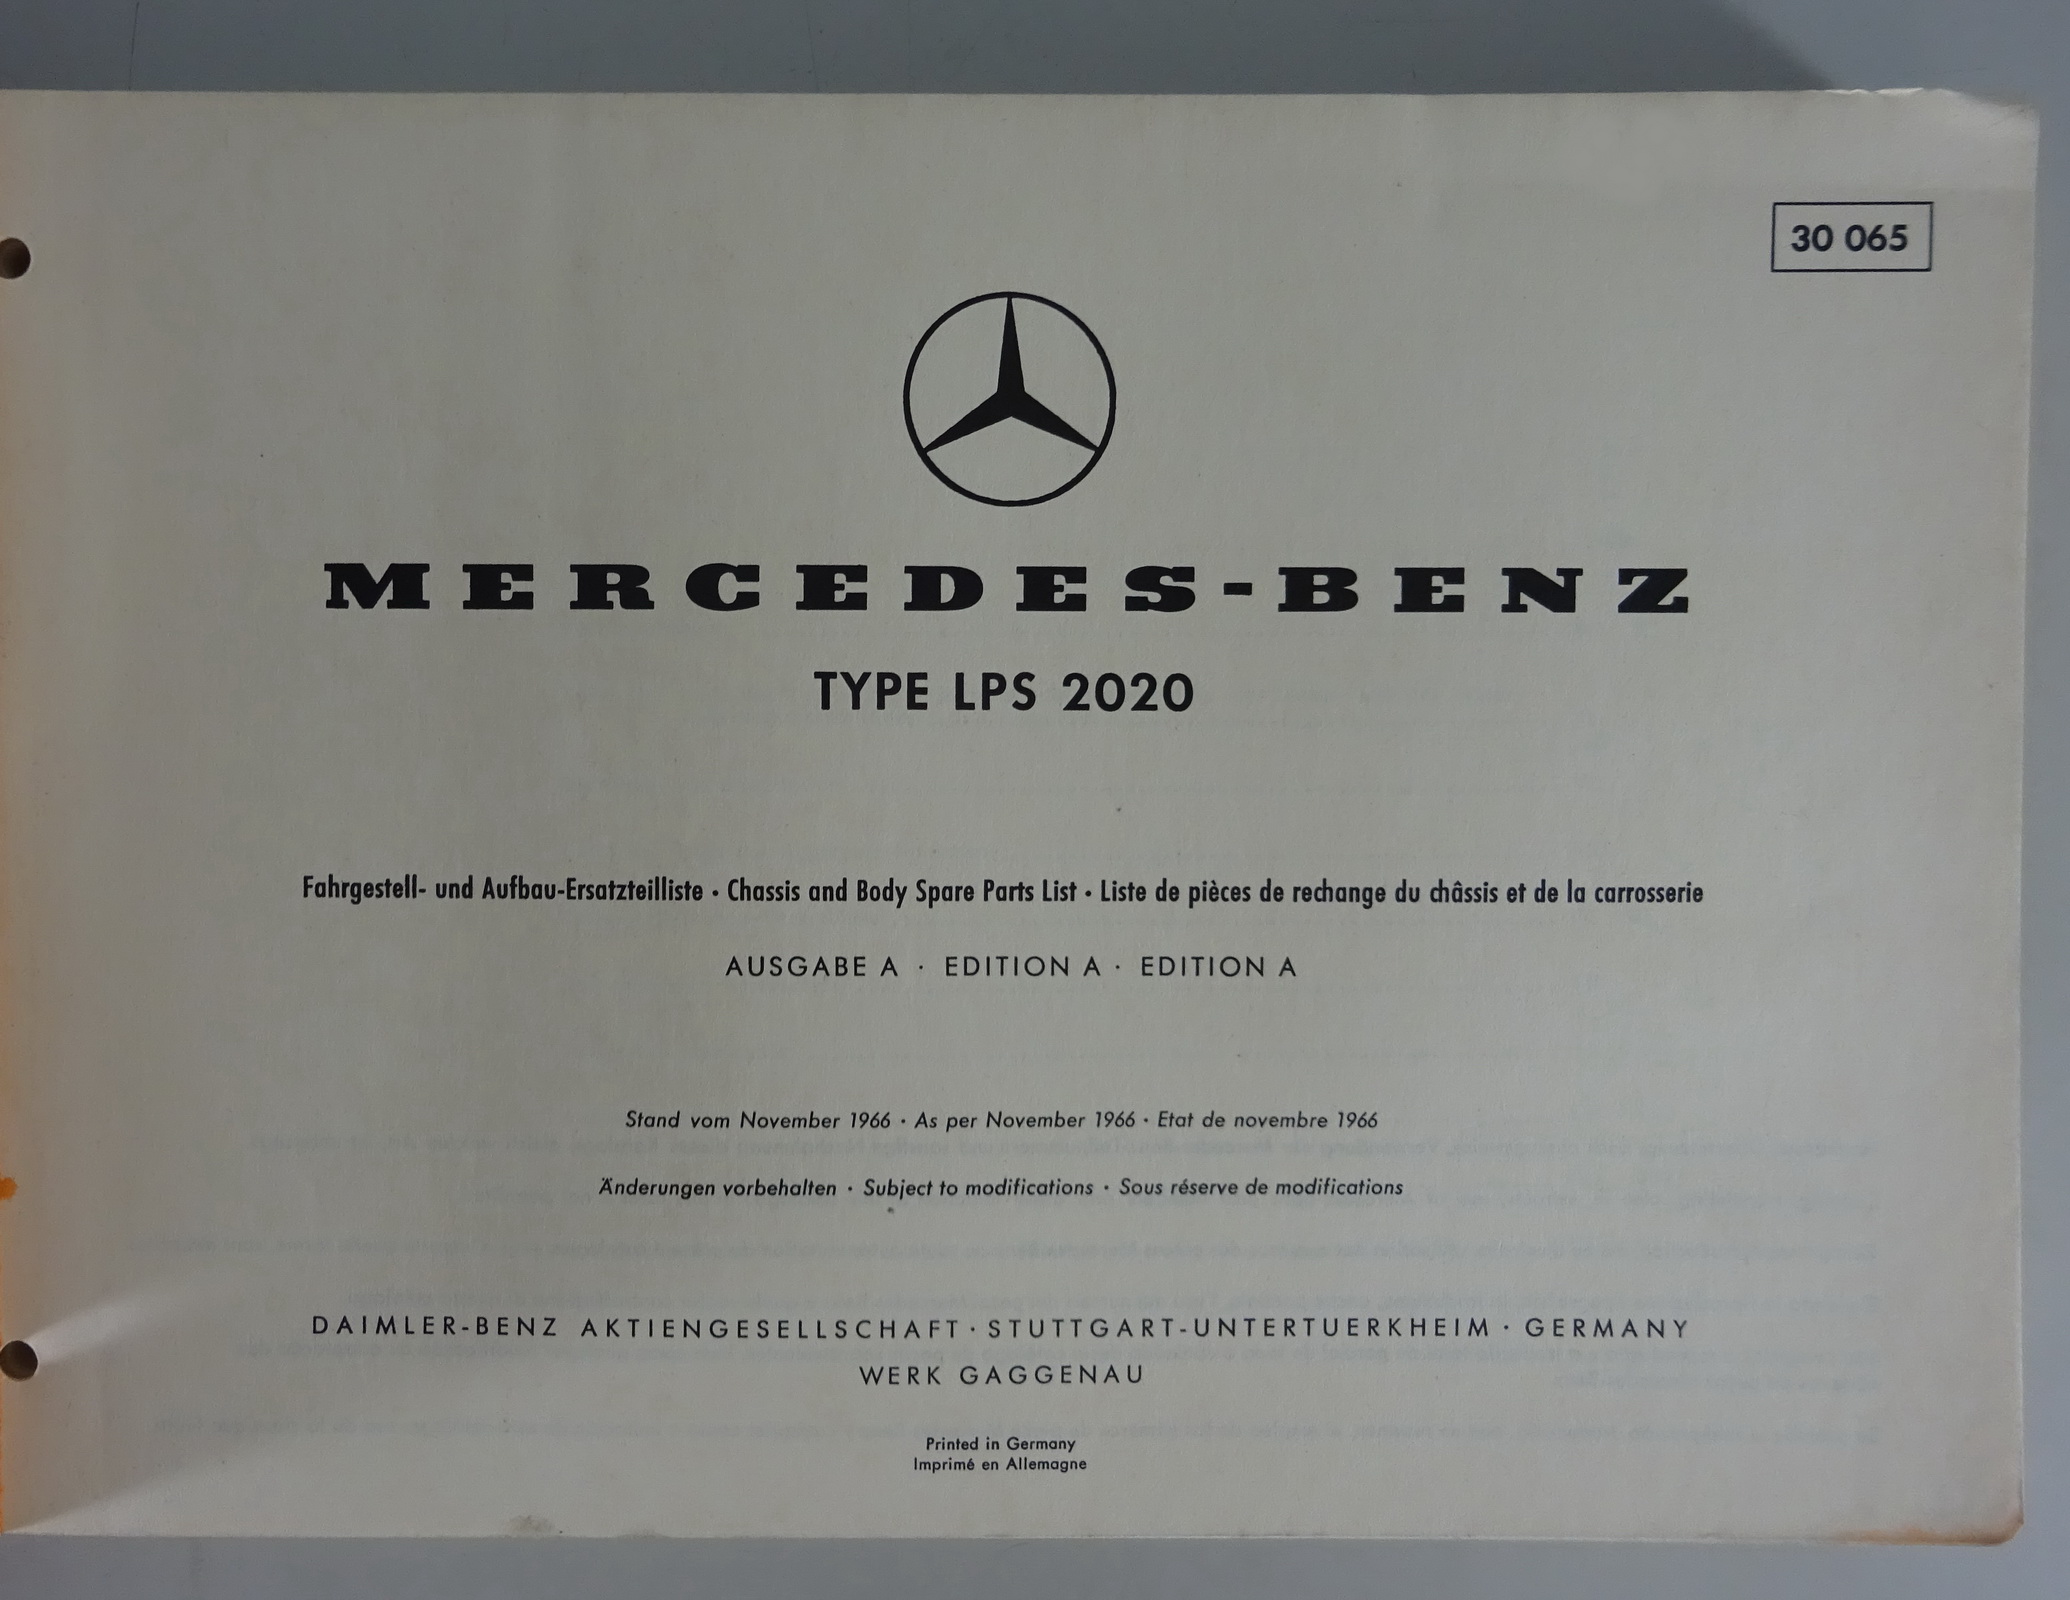 30 065
MERCEDES-BENZ
TYPE LPS 2020
Fahrgestell- und Aufbau-Ersatzteilliste • Chassis and Body Spare Parts List • Liste de pièces de rechange du châssis et de la carrosserie
AUSGABE A · EDITION A · EDITION A
Stand vom November 1966 · As per November 1966 · Etat de novembre 1966
Änderungen vorbehalten · Subject to modifications · Sous réserve de modifications
DAIMLER-BENZ AKTIENGESELLSCHAFT · STUTTGART-UNTERTUERKHEIM · GERMANY
WERK GAGGENAU
Printed in Germany
Imprimé en Allemagne